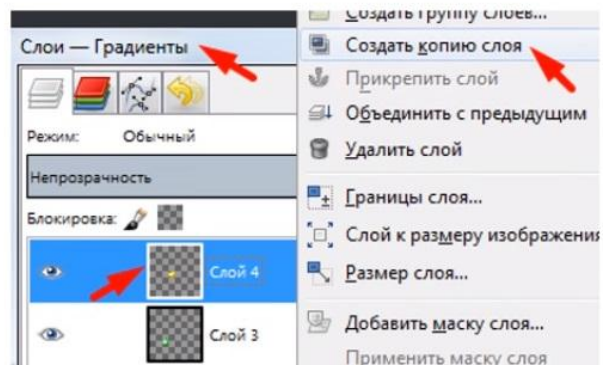 Слои — Градиенты
Режим: Обычный
Непрозрачность
Блокировка:
Слой 4
Слой 3
Создать группу слоев...
Создать копию слоя
Прикрепить слой
Объединить с предыдущим
Удалить слой
Границы слоя...
Слой к размеру изображения
Размер слоя...
Добавить маску слоя...
Применить маску слоя